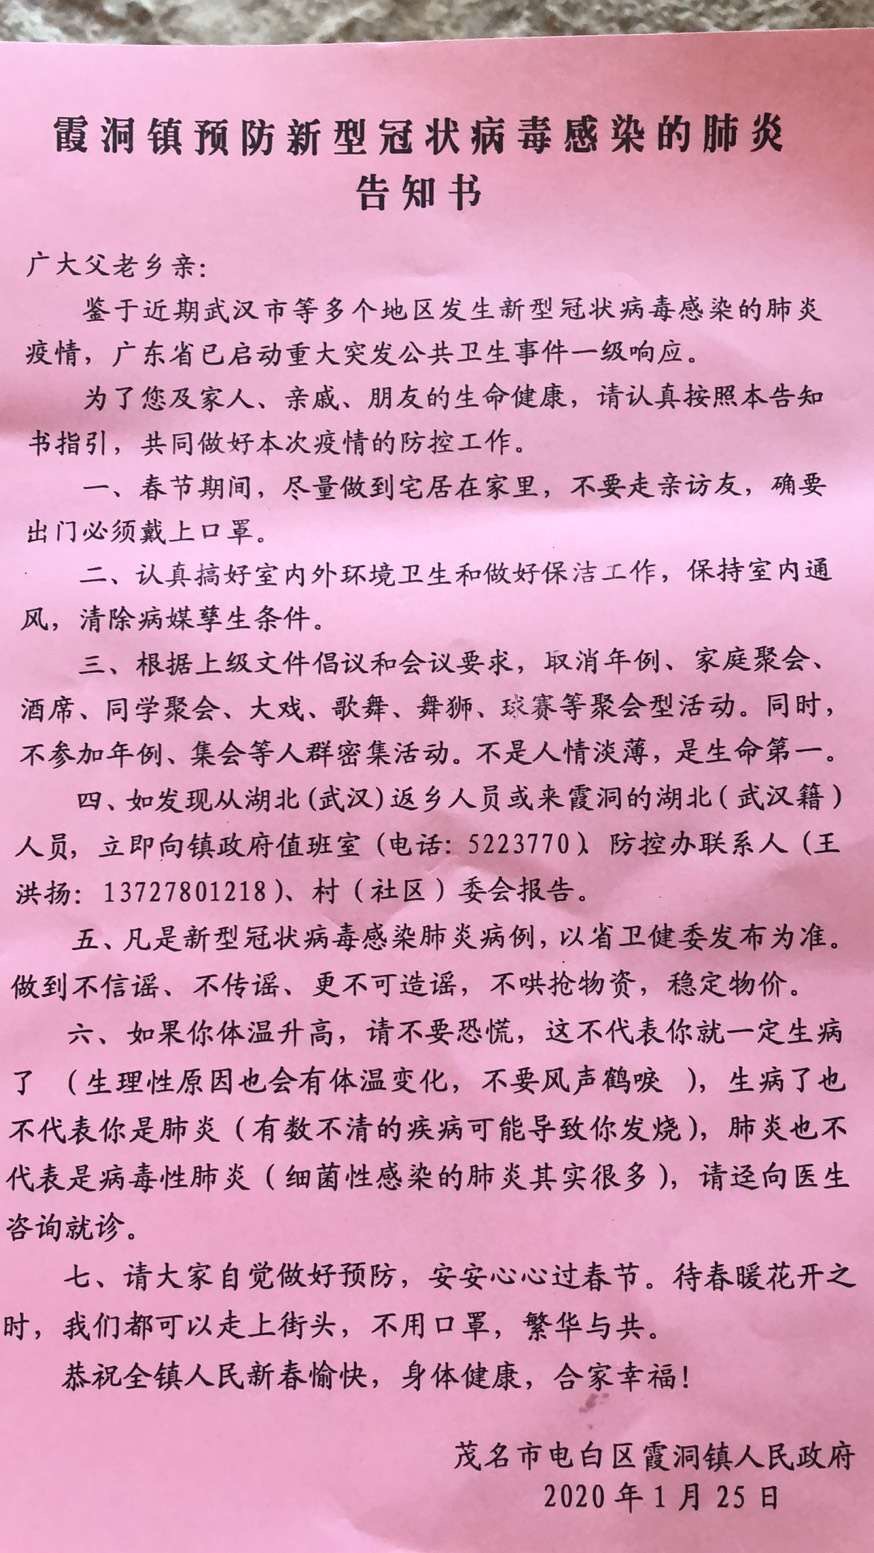 霞洞镇预防新型冠状病毒感染的肺炎
告知书
广大父老乡亲：
鉴于近期武汉市等多个地区发生新型冠状病毒感染的肺炎
疫情，广东省已启动重大突发公共卫生事件一级响应。
为了您及家人、亲戚、朋友的生命健康，请认真按照本告知
书指引，共同做好本次疫情的防控工作。
一、春节期间，尽量做到宅居在家里，不要走亲访友，确要
出门必须戴上口罩。
二、认真搞好室内外环境卫生和做好保洁工作，保持室内通
风，清除病媒孳生条件。
三、根据上级文件倡议和会议要求，取消年例、家庭聚会、
酒席、同学聚会、大戏、歌舞、舞狮、球赛等聚会型活动。同时，
不参加年例、集会等人群密集活动。不是人情淡薄，是生命第一。
四、如发现从湖北(武汉)返乡人员或来霞洞的湖北(武汉籍)
人员，立即向镇政府值班室(电话：5223770)、防控办联系人(王
洪扬：13727801218)、村(社区)委会报告。
五、凡是新型冠状病毒感染肺炎病例，以省卫健委发布为准。
做到不信谣、不传谣、更不可造谣，不哄抢物资，稳定物价。
六、如果你体温升高，请不要恐慌，这不代表你就一定生病
了 (生理性原因也会有体温变化，不要风声鹤唳 )，生病了也
不代表你是肺炎(有数不清的疾病可能导致你发烧)，肺炎也不
代表是病毒性肺炎(细菌性感染的肺炎其实很多)，请迳向医生
咨询就诊。
七、请大家自觉做好预防，安安心心过春节。待春暖花开之
时，我们都可以走上街头，不用口罩，繁华与共。
恭祝全镇人民新春愉快，身体健康，合家幸福！
茂名市电白区霞洞镇人民政府
2020年1月25日